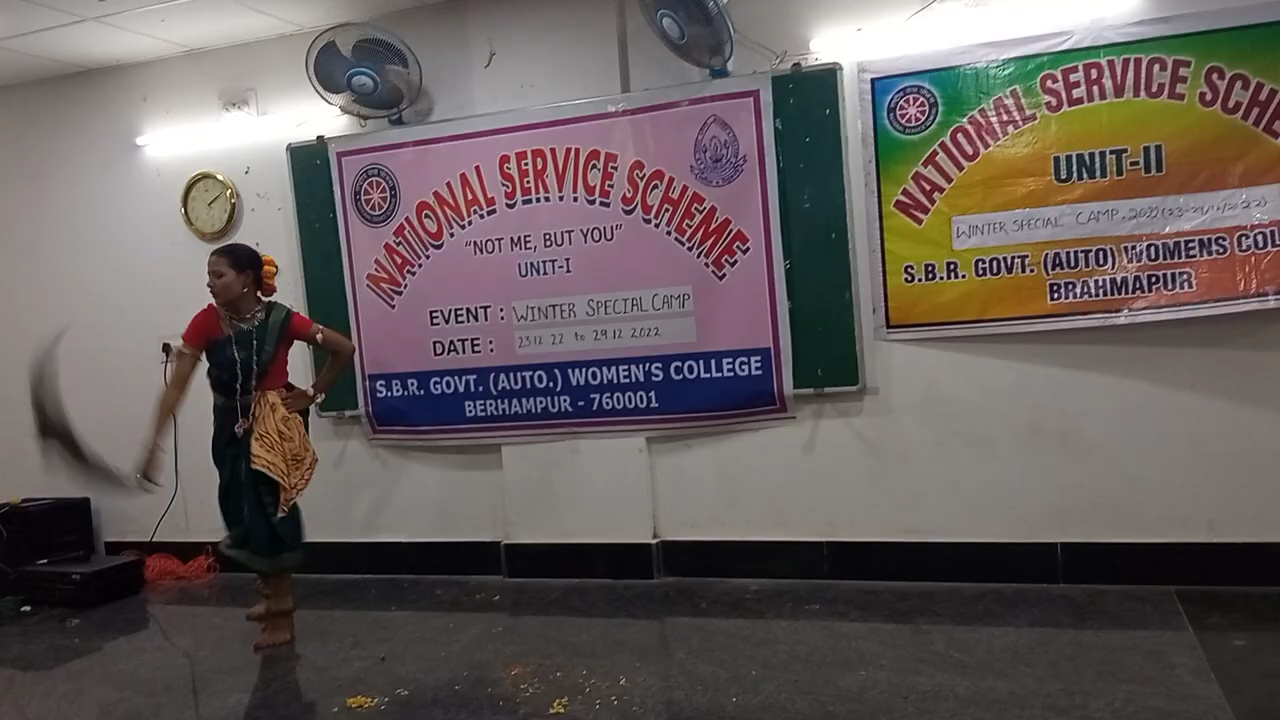 NATIONAL SERVICE SCHEME
"NOT ME, BUT YOU"
UNIT-I
EVENT : WINTER SPECIAL CAMP
DATE : 23 12 22 to 29.12 2022
S.B.R. GOVT. (AUTO.) WOMEN'S COLLEGE
BERHAMPUR - 760001
NATIONAL SERVICE SCHE
UNIT-II
WINTER SPECIAL CAMP, 2022
S.B.R. GOVT. (AUTO) WOMENS COL
BRAHMAPUR